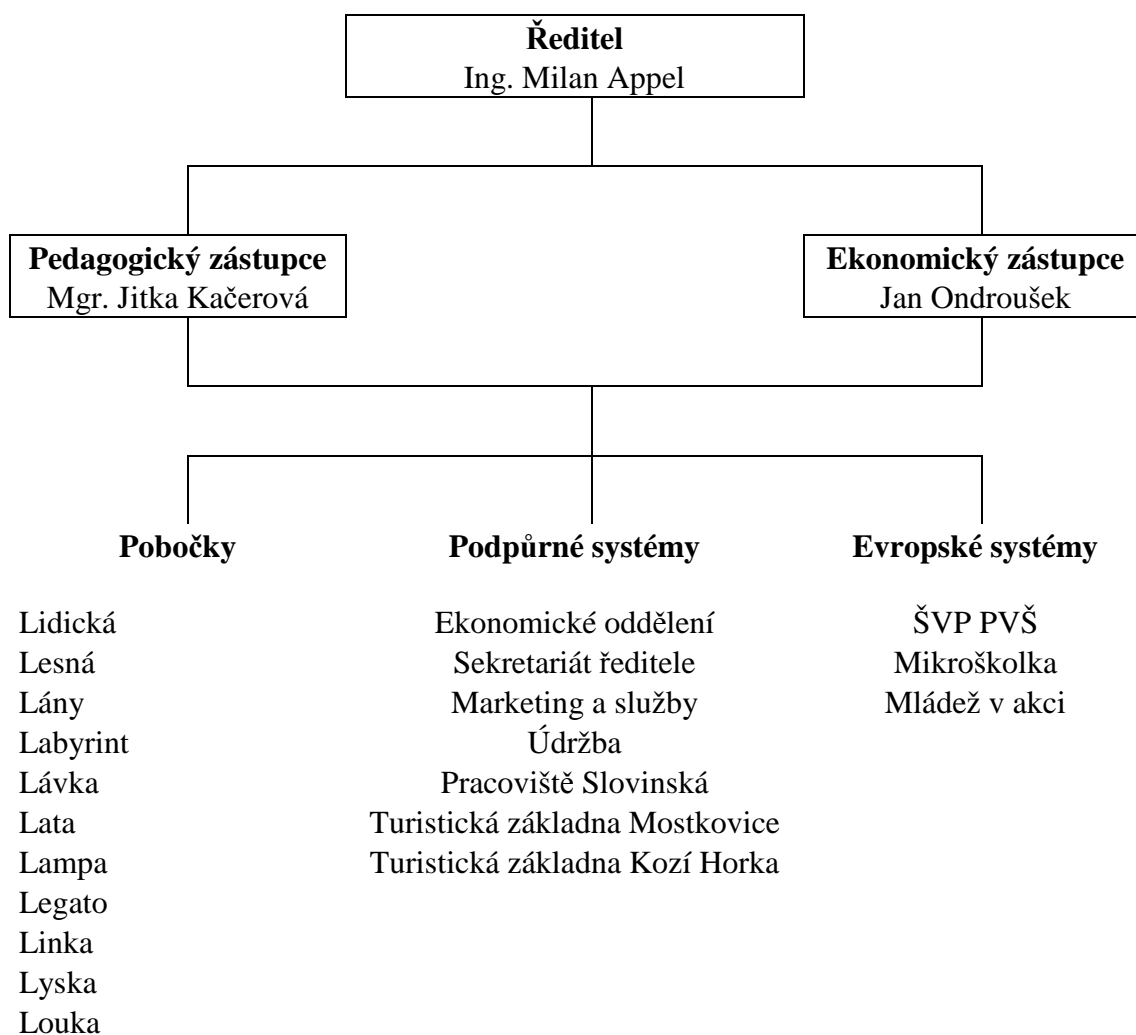 Ředitel
Ing. Milan Appel
Pedagogický zástupce
Mgr. Jitka Kačerová
Ekonomický zástupce
Jan Ondroušek
Pobočky
Lidická
Lesná
Lány
Labyrint
Lávka
Lata
Lampa
Legato
Linka
Lyska
Louka
Podpůrné systémy
Ekonomické oddělení
Sekretariát ředitele
Marketing a služby
Údržba
Pracoviště Slovinská
Turistická základna Mostkovice
Turistická základna Kozí Horka
Evropské systémy
ŠVP PVŠ
Mikroškolka
Mládež v akci